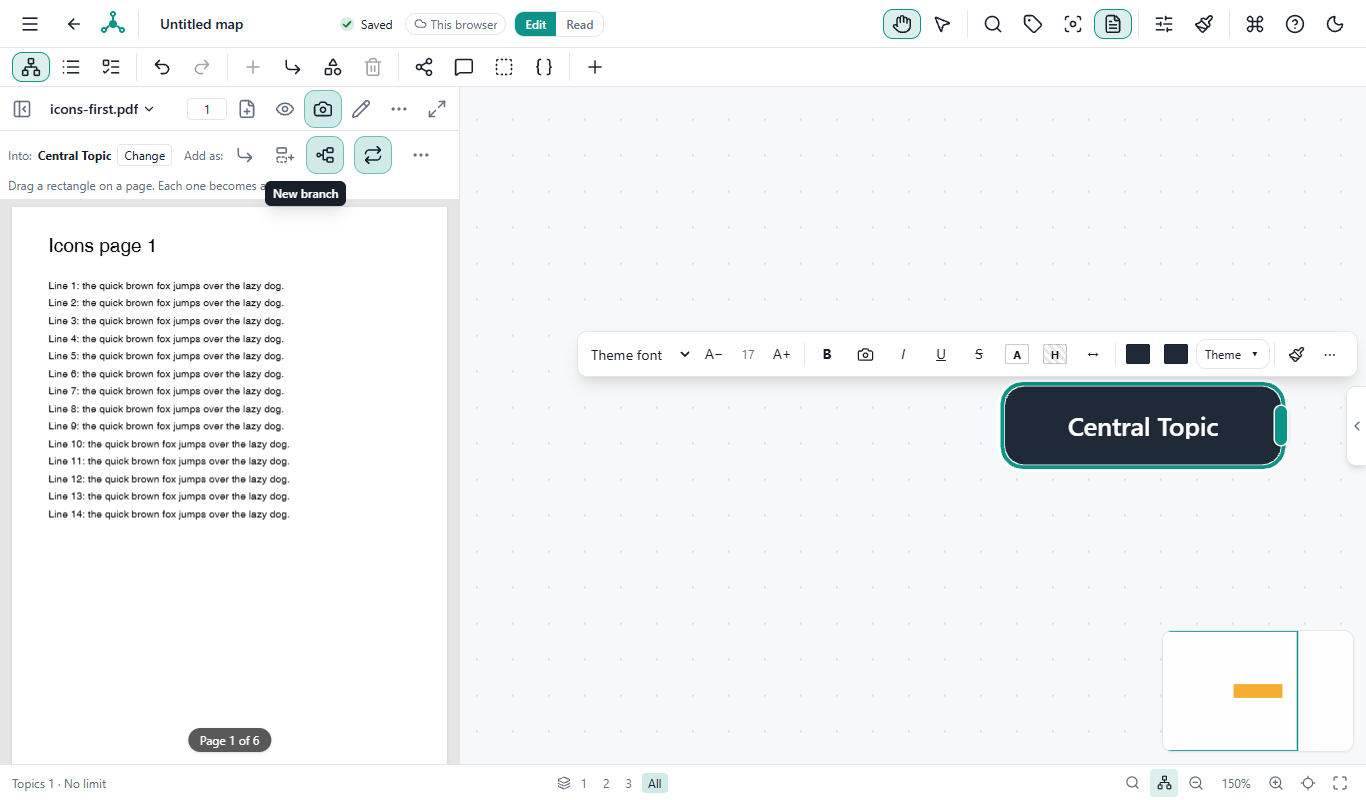 Untitled map
Saved
This browser
Edit
Read
icons-first.pdf
1
Into: Central Topic
Change
Add as:
Drag a rectangle on a page. Each one becomes a
New branch
Icons page 1
Line 1: the quick brown fox jumps over the lazy dog.
Line 2: the quick brown fox jumps over the lazy dog.
Line 3: the quick brown fox jumps over the lazy dog.
Line 4: the quick brown fox jumps over the lazy dog.
Line 5: the quick brown fox jumps over the lazy dog.
Line 6: the quick brown fox jumps over the lazy dog.
Line 7: the quick brown fox jumps over the lazy dog.
Line 8: the quick brown fox jumps over the lazy dog.
Line 9: the quick brown fox jumps over the lazy dog.
Line 10: the quick brown fox jumps over the lazy dog.
Line 11: the quick brown fox jumps over the lazy dog.
Line 12: the quick brown fox jumps over the lazy dog.
Line 13: the quick brown fox jumps over the lazy dog.
Line 14: the quick brown fox jumps over the lazy dog.
Page 1 of 6
Theme font
A−
17
A+
B
I
U
S
A
H
Theme
Central Topic
Topics 1 · No limit
1
2
3
All
150%